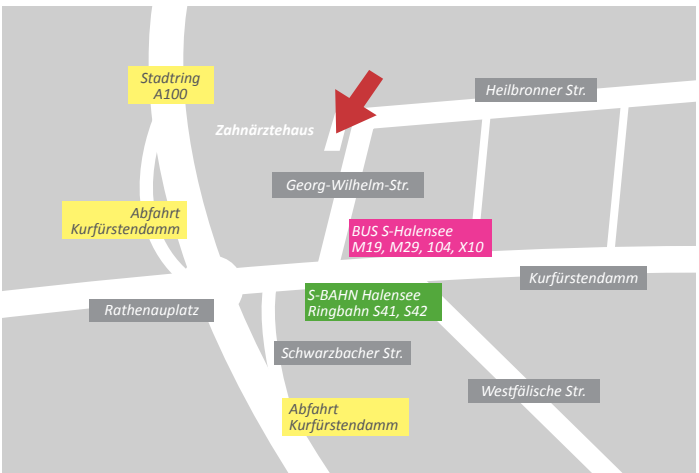 Stadtring
A100
Heilbronner Str.
Zahnärztehaus
Georg-Wilhelm-Str.
Abfahrt
Kurfürstendamm
BUS S-Halensee
M19, M29, 104, X10
Kurfürstendamm
S-BAHN Halensee
Ringbahn S41, S42
Rathenauplatz
Schwarzbacher Str.
Westfälische Str.
Abfahrt
Kurfürstendamm